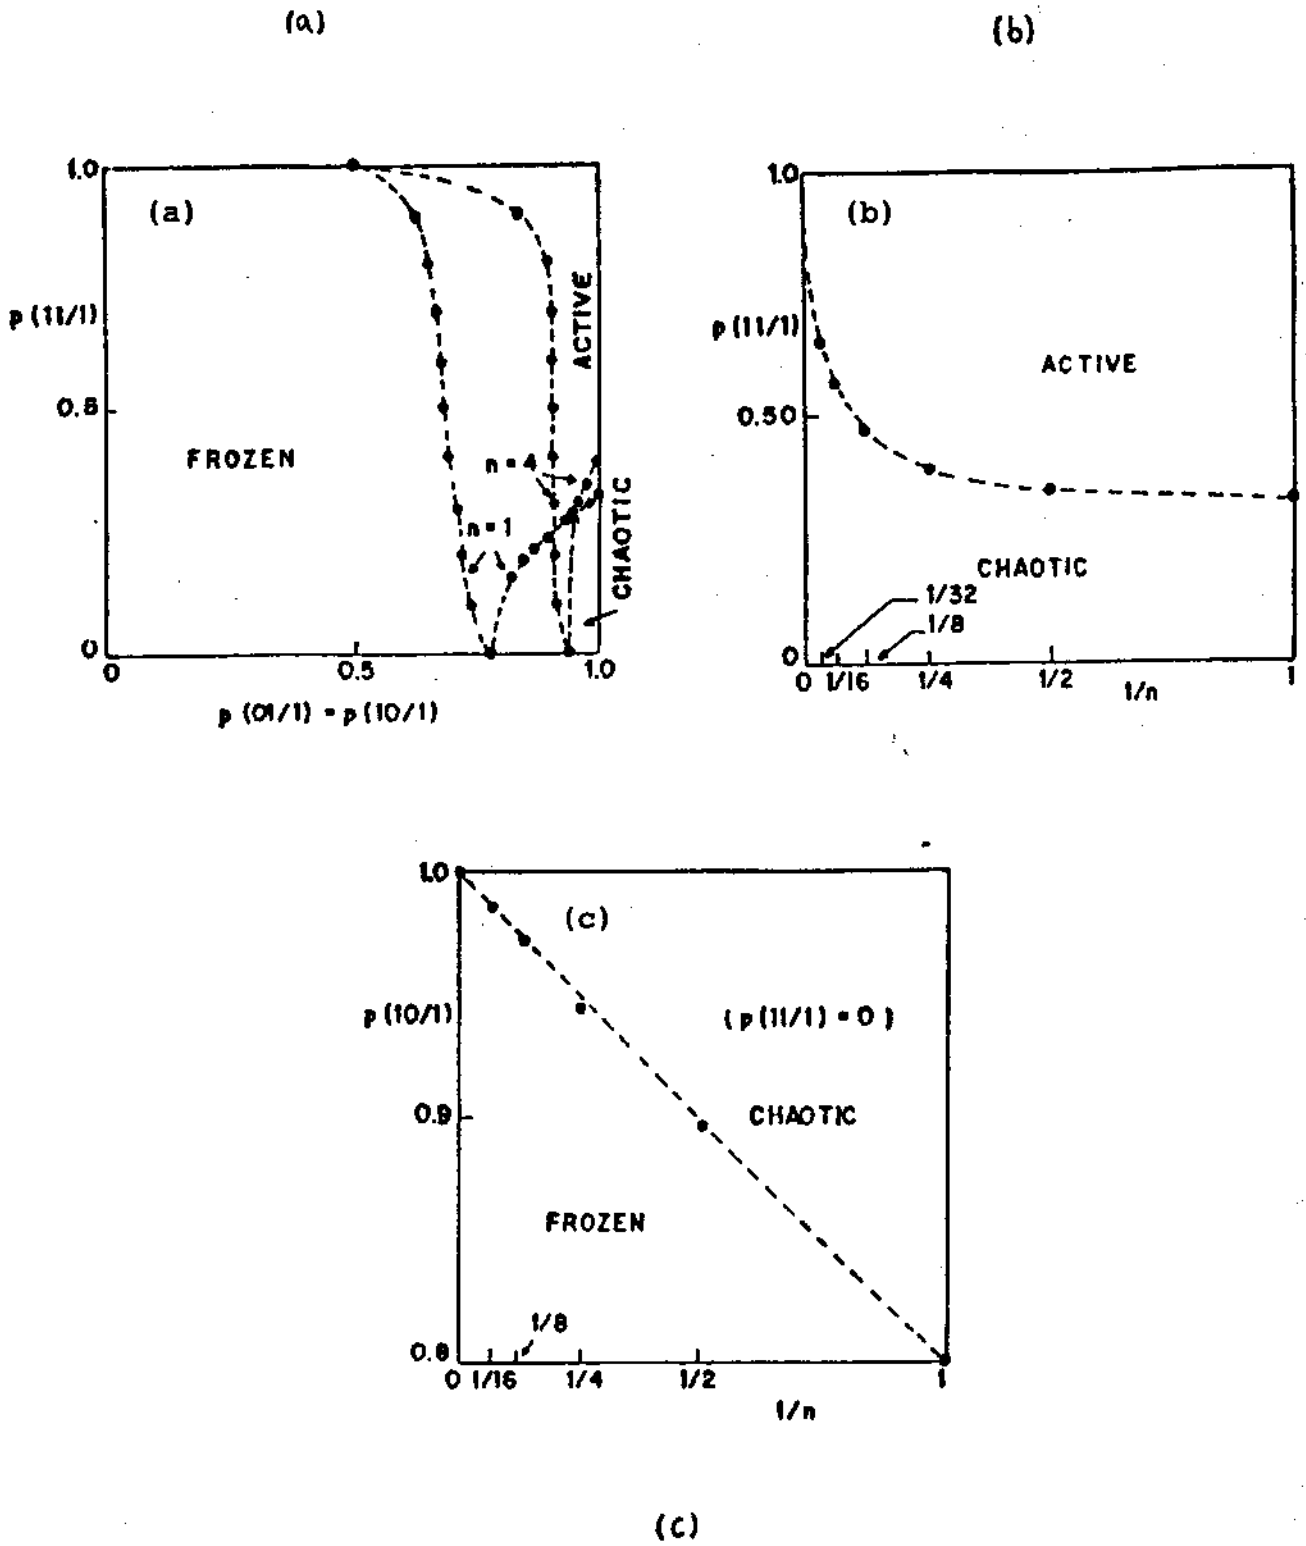 (a)
(b)
1.0
(a)
p (11/1)
ACTIVE
0.5
FROZEN
n = 4
n = 1
CHAOTIC
0
0
0.5
1.0
p (01/1) = p (10/1)
1.0
(b)
p (11/1)
ACTIVE
0.50
CHAOTIC
1/32
1/8
0
0 1/16 1/4 1/2 1
1/n
1.0
(c)
p (10/1)
( p (11/1) = 0 )
0.9
CHAOTIC
FROZEN
1/8
0.8
0 1/16 1/4 1/2 1
1/n
(c)